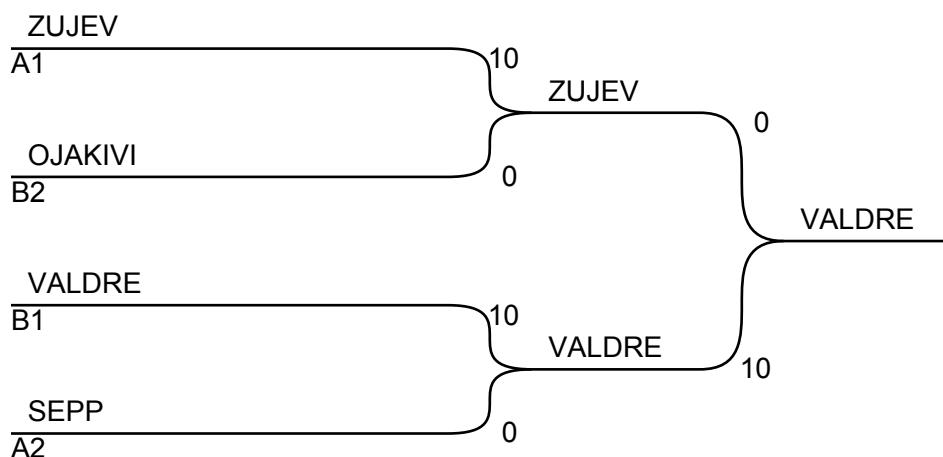 ZUJEV
A1
10
ZUJEV
0
OJAKIVI
B2
0
VALDRE
VALDRE
B1
10
VALDRE
10
SEPP
A2
0